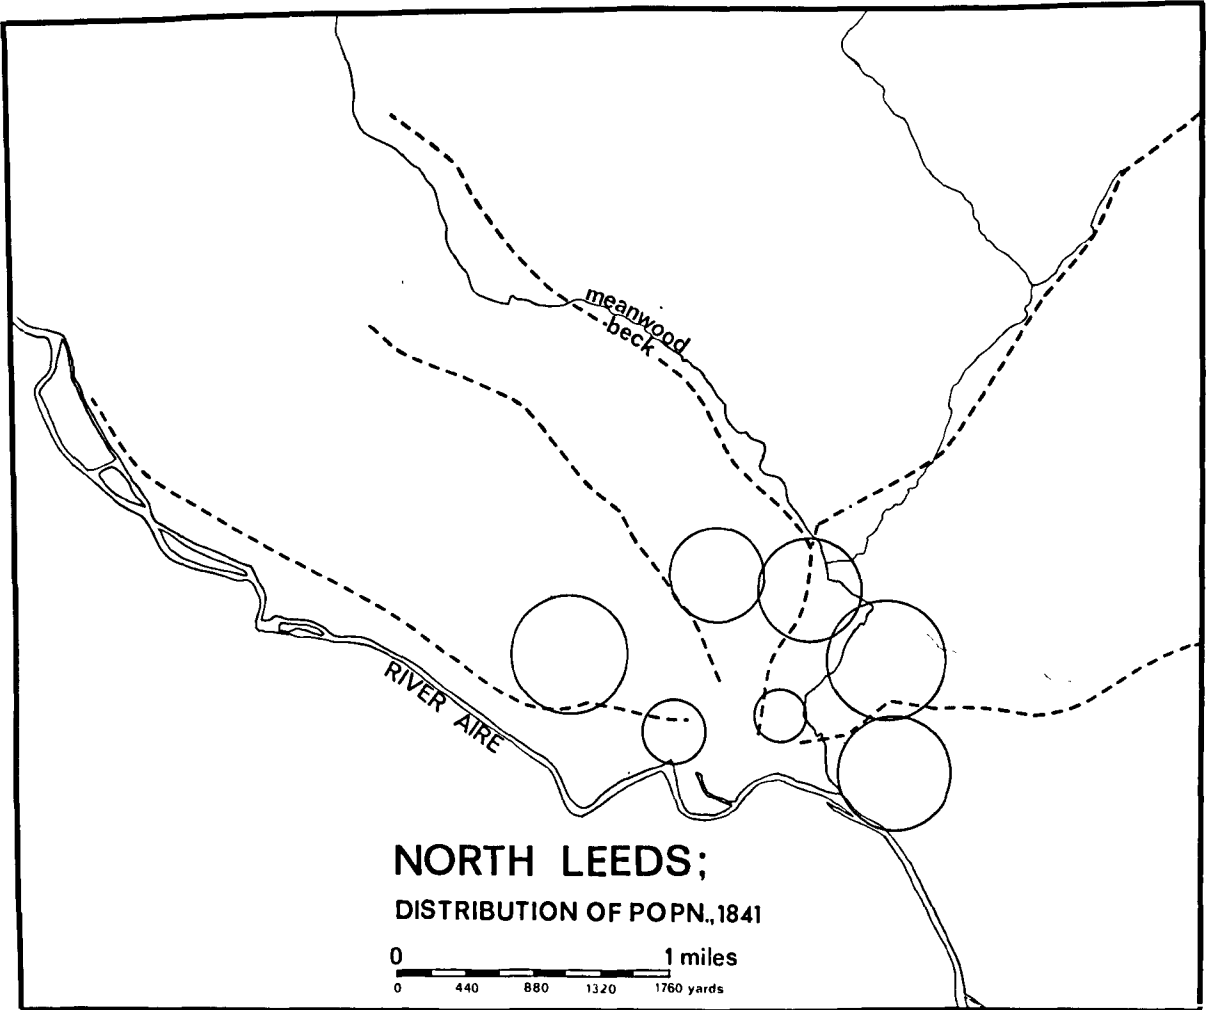 meanwood
beck
RIVER AIRE
NORTH LEEDS;
DISTRIBUTION OF POPN.,1841
0 1 miles
0 440 880 1320 1760 yards